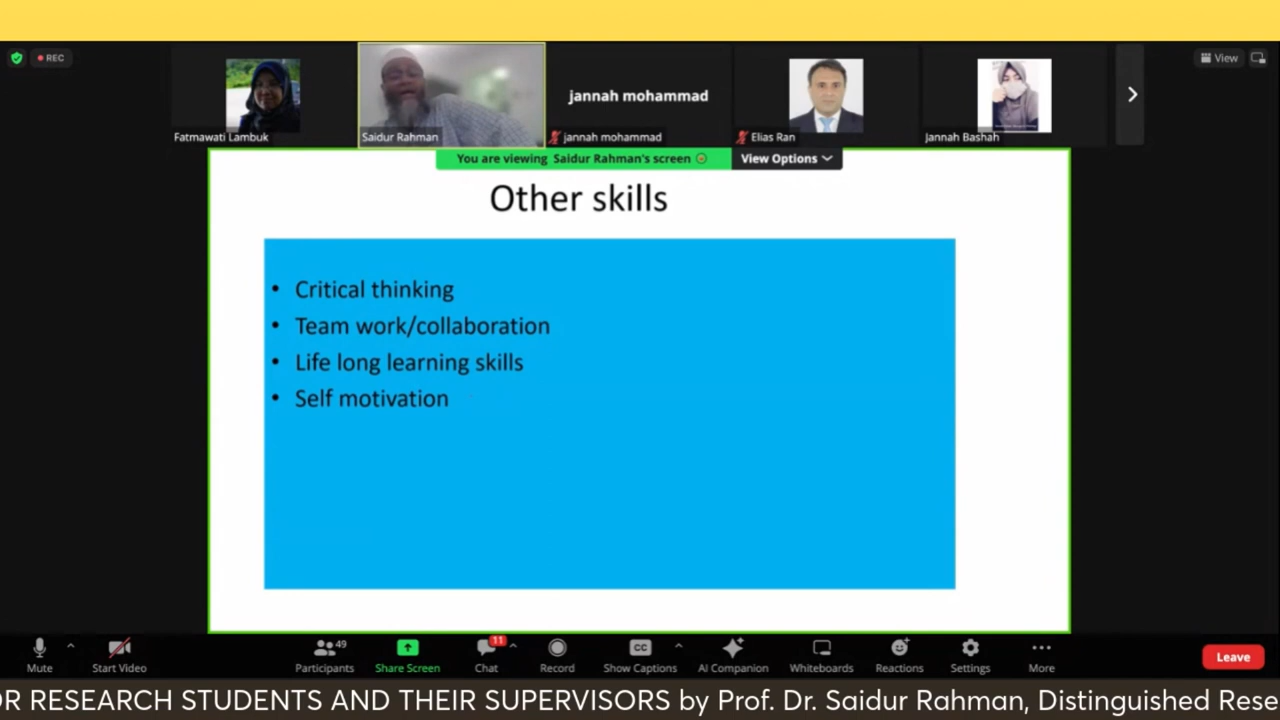 REC
View
jannah mohammad
Fatmawati Lambuk
Saidur Rahman
jannah mohammad
Elias Ran
Jannah Bashah
You are viewing Saidur Rahman's screen
View Options
Other skills
• Critical thinking
• Team work/collaboration
• Life long learning skills
• Self motivation
49
11
CC
Mute
Start Video
Participants
Share Screen
Chat
Record
Show Captions
AI Companion
Whiteboards
Reactions
Settings
More
Leave
OR RESEARCH STUDENTS AND THEIR SUPERVISORS by Prof. Dr. Saidur Rahman, Distinguished Rese